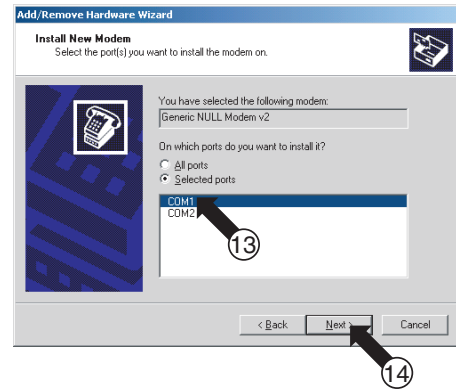 Add/Remove Hardware Wizard
Install New Modem
Select the port(s) you want to install the modem on.
You have selected the following modem:
Generic NULL Modem v2
On which ports do you want to install it?
All ports
Selected ports
COM1
COM2
13
< Back
Next >
Cancel
14